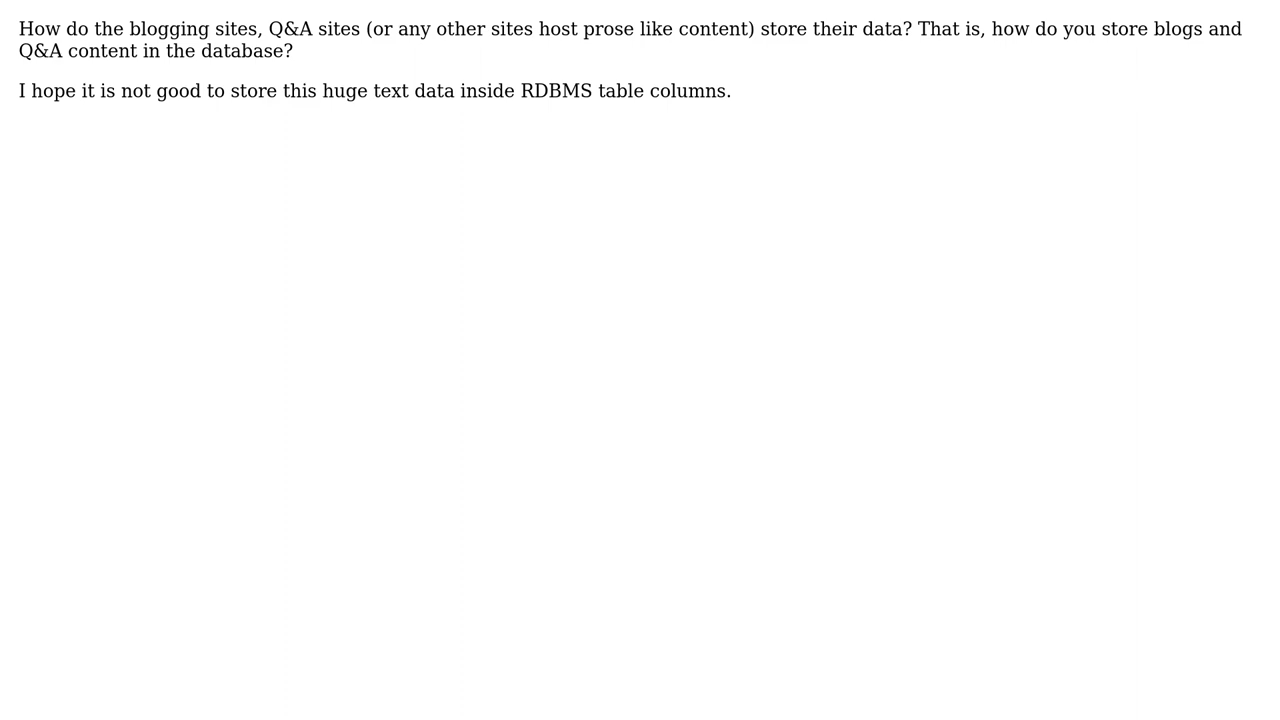 How do the blogging sites, Q&A sites (or any other sites host prose like content) store their data? That is, how do you store blogs and
Q&A content in the database?
I hope it is not good to store this huge text data inside RDBMS table columns.